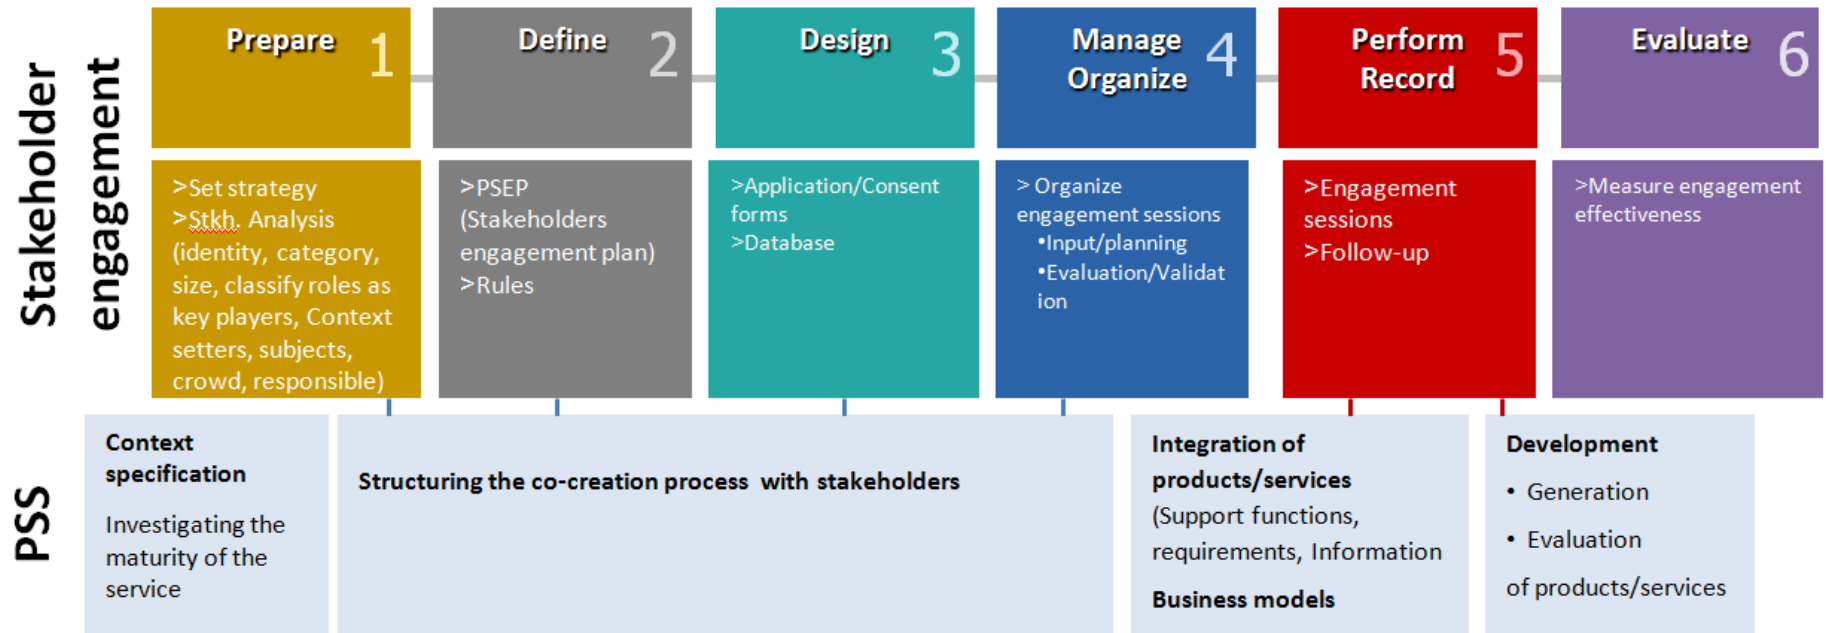 Stakeholder
engagement
Prepare 1
Define 2
Design 3
Manage
Organize 4
Perform
Record 5
Evaluate 6
>Set strategy
>Stkh. Analysis
(identity, category,
size, classify roles as
key players, Context
setters, subjects,
crowd, responsible)
>PSEP
(Stakeholders
engagement plan)
>Rules
>Application/Consent
forms
>Database
> Organize
engagement sessions
•Input/planning
•Evaluation/Validat
ion
>Engagement
sessions
>Follow-up
>Measure engagement
effectiveness
PSS
Context
specification
Investigating the
maturity of the
service
Structuring the co-creation process with stakeholders
Integration of
products/services
(Support functions,
requirements, Information
Business models
Development
• Generation
• Evaluation
of products/services